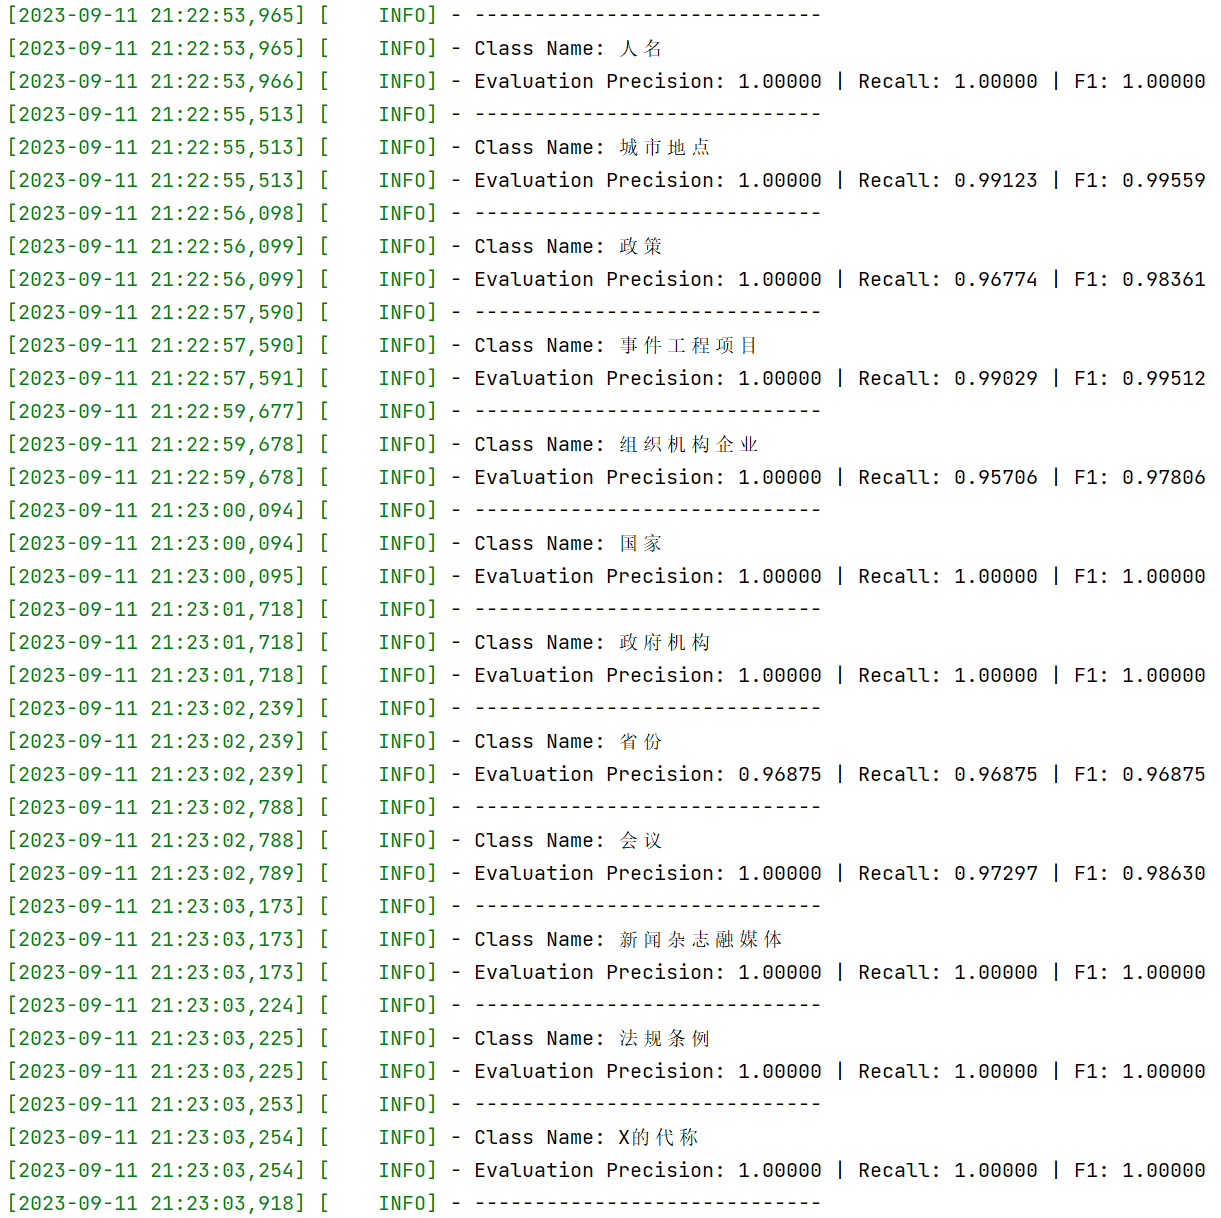 [2023-09-11 21:22:53,965] [    INFO] - -----------------------------
[2023-09-11 21:22:53,965] [    INFO] - Class Name: 人名
[2023-09-11 21:22:53,966] [    INFO] - Evaluation Precision: 1.00000 | Recall: 1.00000 | F1: 1.00000
[2023-09-11 21:22:55,513] [    INFO] - -----------------------------
[2023-09-11 21:22:55,513] [    INFO] - Class Name: 城市地点
[2023-09-11 21:22:55,513] [    INFO] - Evaluation Precision: 1.00000 | Recall: 0.99123 | F1: 0.99559
[2023-09-11 21:22:56,098] [    INFO] - -----------------------------
[2023-09-11 21:22:56,099] [    INFO] - Class Name: 政策
[2023-09-11 21:22:56,099] [    INFO] - Evaluation Precision: 1.00000 | Recall: 0.96774 | F1: 0.98361
[2023-09-11 21:22:57,590] [    INFO] - -----------------------------
[2023-09-11 21:22:57,590] [    INFO] - Class Name: 事件工程项目
[2023-09-11 21:22:57,591] [    INFO] - Evaluation Precision: 1.00000 | Recall: 0.99029 | F1: 0.99512
[2023-09-11 21:22:59,677] [    INFO] - -----------------------------
[2023-09-11 21:22:59,678] [    INFO] - Class Name: 组织机构企业
[2023-09-11 21:22:59,678] [    INFO] - Evaluation Precision: 1.00000 | Recall: 0.95706 | F1: 0.97806
[2023-09-11 21:23:00,094] [    INFO] - -----------------------------
[2023-09-11 21:23:00,094] [    INFO] - Class Name: 国家
[2023-09-11 21:23:00,095] [    INFO] - Evaluation Precision: 1.00000 | Recall: 1.00000 | F1: 1.00000
[2023-09-11 21:23:01,718] [    INFO] - -----------------------------
[2023-09-11 21:23:01,718] [    INFO] - Class Name: 政府机构
[2023-09-11 21:23:01,718] [    INFO] - Evaluation Precision: 1.00000 | Recall: 1.00000 | F1: 1.00000
[2023-09-11 21:23:02,239] [    INFO] - -----------------------------
[2023-09-11 21:23:02,239] [    INFO] - Class Name: 省份
[2023-09-11 21:23:02,239] [    INFO] - Evaluation Precision: 0.96875 | Recall: 0.96875 | F1: 0.96875
[2023-09-11 21:23:02,788] [    INFO] - -----------------------------
[2023-09-11 21:23:02,788] [    INFO] - Class Name: 会议
[2023-09-11 21:23:02,789] [    INFO] - Evaluation Precision: 1.00000 | Recall: 0.97297 | F1: 0.98630
[2023-09-11 21:23:03,173] [    INFO] - -----------------------------
[2023-09-11 21:23:03,173] [    INFO] - Class Name: 新闻杂志融媒体
[2023-09-11 21:23:03,173] [    INFO] - Evaluation Precision: 1.00000 | Recall: 1.00000 | F1: 1.00000
[2023-09-11 21:23:03,224] [    INFO] - -----------------------------
[2023-09-11 21:23:03,225] [    INFO] - Class Name: 法规条例
[2023-09-11 21:23:03,225] [    INFO] - Evaluation Precision: 1.00000 | Recall: 1.00000 | F1: 1.00000
[2023-09-11 21:23:03,253] [    INFO] - -----------------------------
[2023-09-11 21:23:03,254] [    INFO] - Class Name: X的代称
[2023-09-11 21:23:03,254] [    INFO] - Evaluation Precision: 1.00000 | Recall: 1.00000 | F1: 1.00000
[2023-09-11 21:23:03,918] [    INFO] - -----------------------------